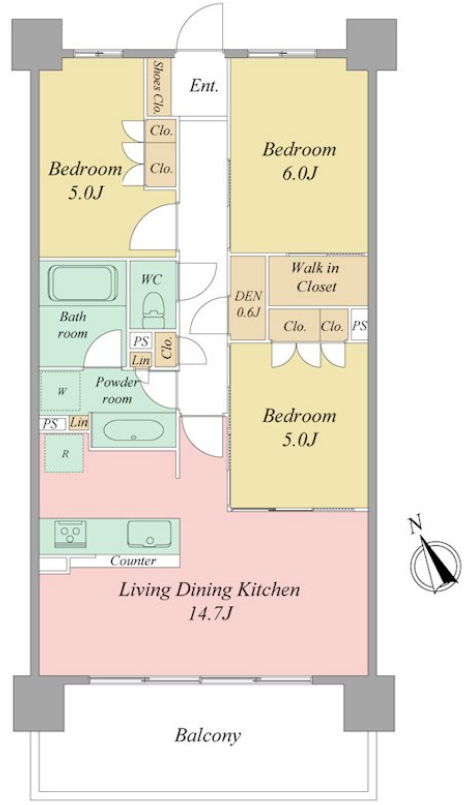 Ent.
Shoes Clo.
Clo.
Clo.
Bedroom
5.0J
Bedroom
6.0J
WC
DEN
0.6J
Walk in
Closet
Bath
room
PS
Lin
Clo.
Clo.
Clo.
PS
W
Powder
room
PS
Lin
R
Bedroom
5.0J
Counter
Living Dining Kitchen
14.7J
N
Balcony